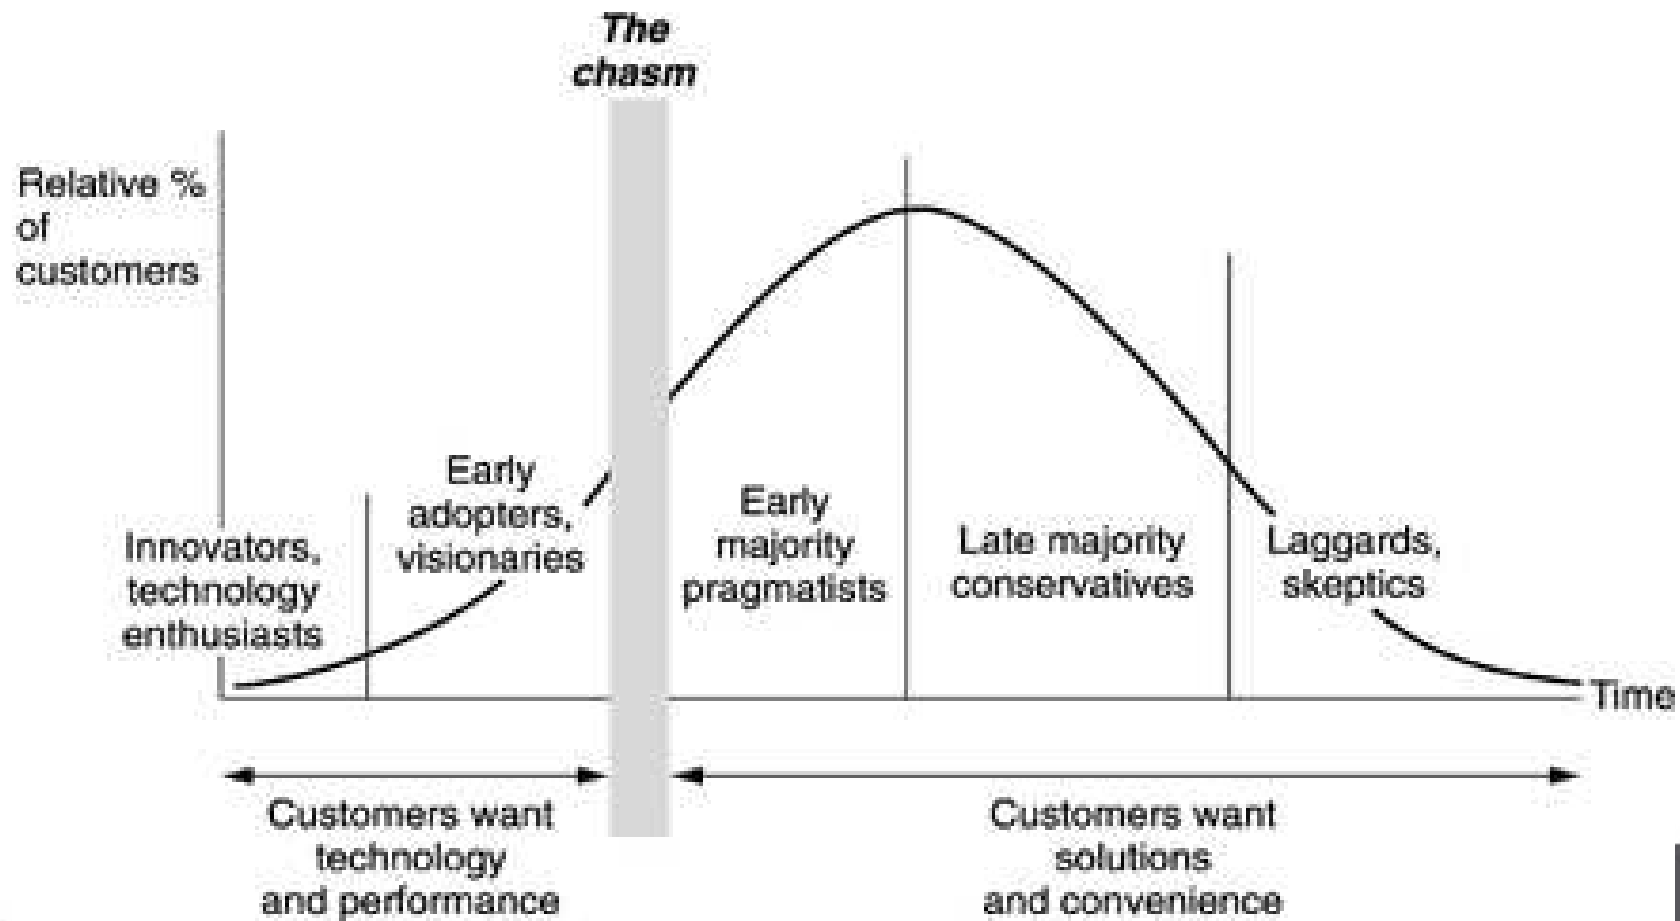 The
chasm
Relative %
of
customers
Innovators,
technology
enthusiasts
Early
adopters,
visionaries
Early
majority
pragmatists
Late majority
conservatives
Laggards,
skeptics
Time
Customers want
technology
and performance
Customers want
solutions
and convenience